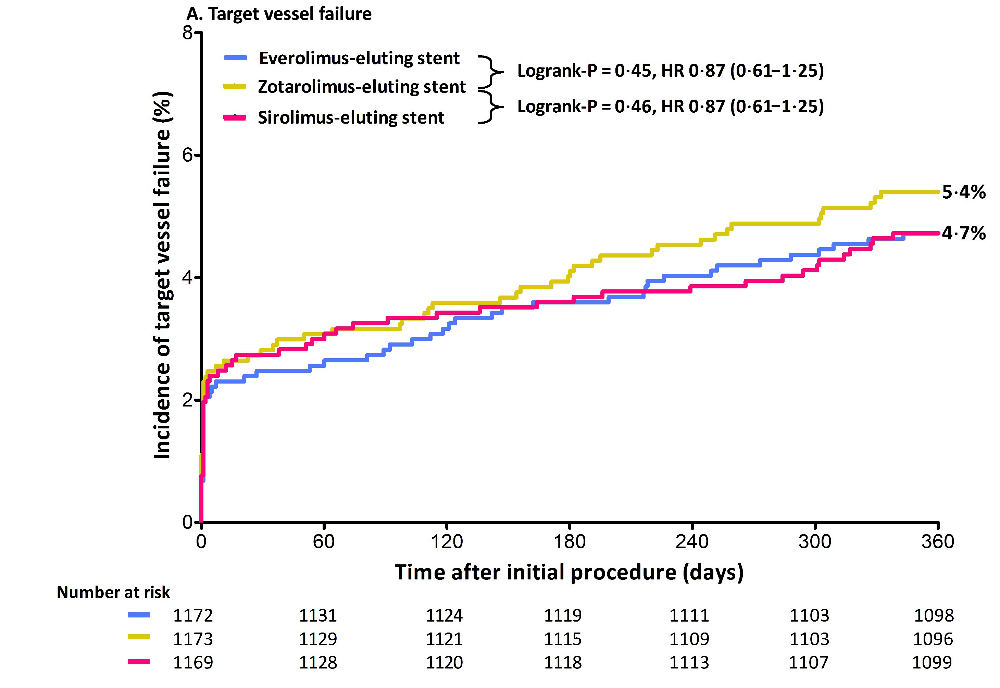 A. Target vessel failure
8
Everolimus-eluting stent
Logrank-P = 0·45, HR 0·87 (0·61–1·25)
Zotarolimus-eluting stent
Logrank-P = 0·46, HR 0·87 (0·61–1·25)
Sirolimus-eluting stent
Incidence of target vessel failure (%)
6
5·4%
4·7%
4
2
0
0 60 120 180 240 300 360
Time after initial procedure (days)
Number at risk
1172 1131 1124 1119 1111 1103 1098
1173 1129 1121 1115 1109 1103 1096
1169 1128 1120 1118 1113 1107 1099